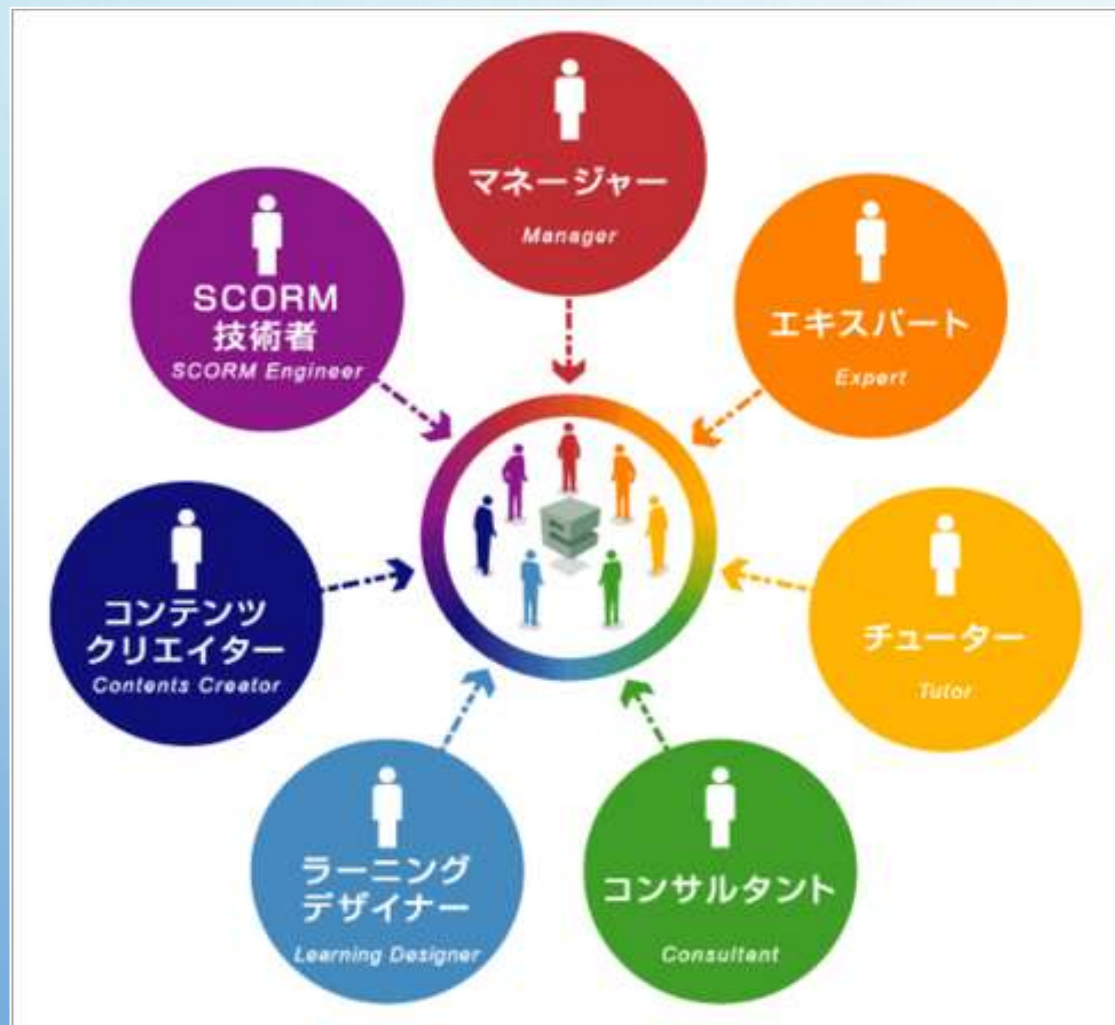 マネージャー
Manager
エキスパート
Expert
チューター
Tutor
コンサルタント
Consultant
ラーニング
デザイナー
Learning Designer
コンテンツ
クリエイター
Contents Creator
SCORM
技術者
SCORM Engineer